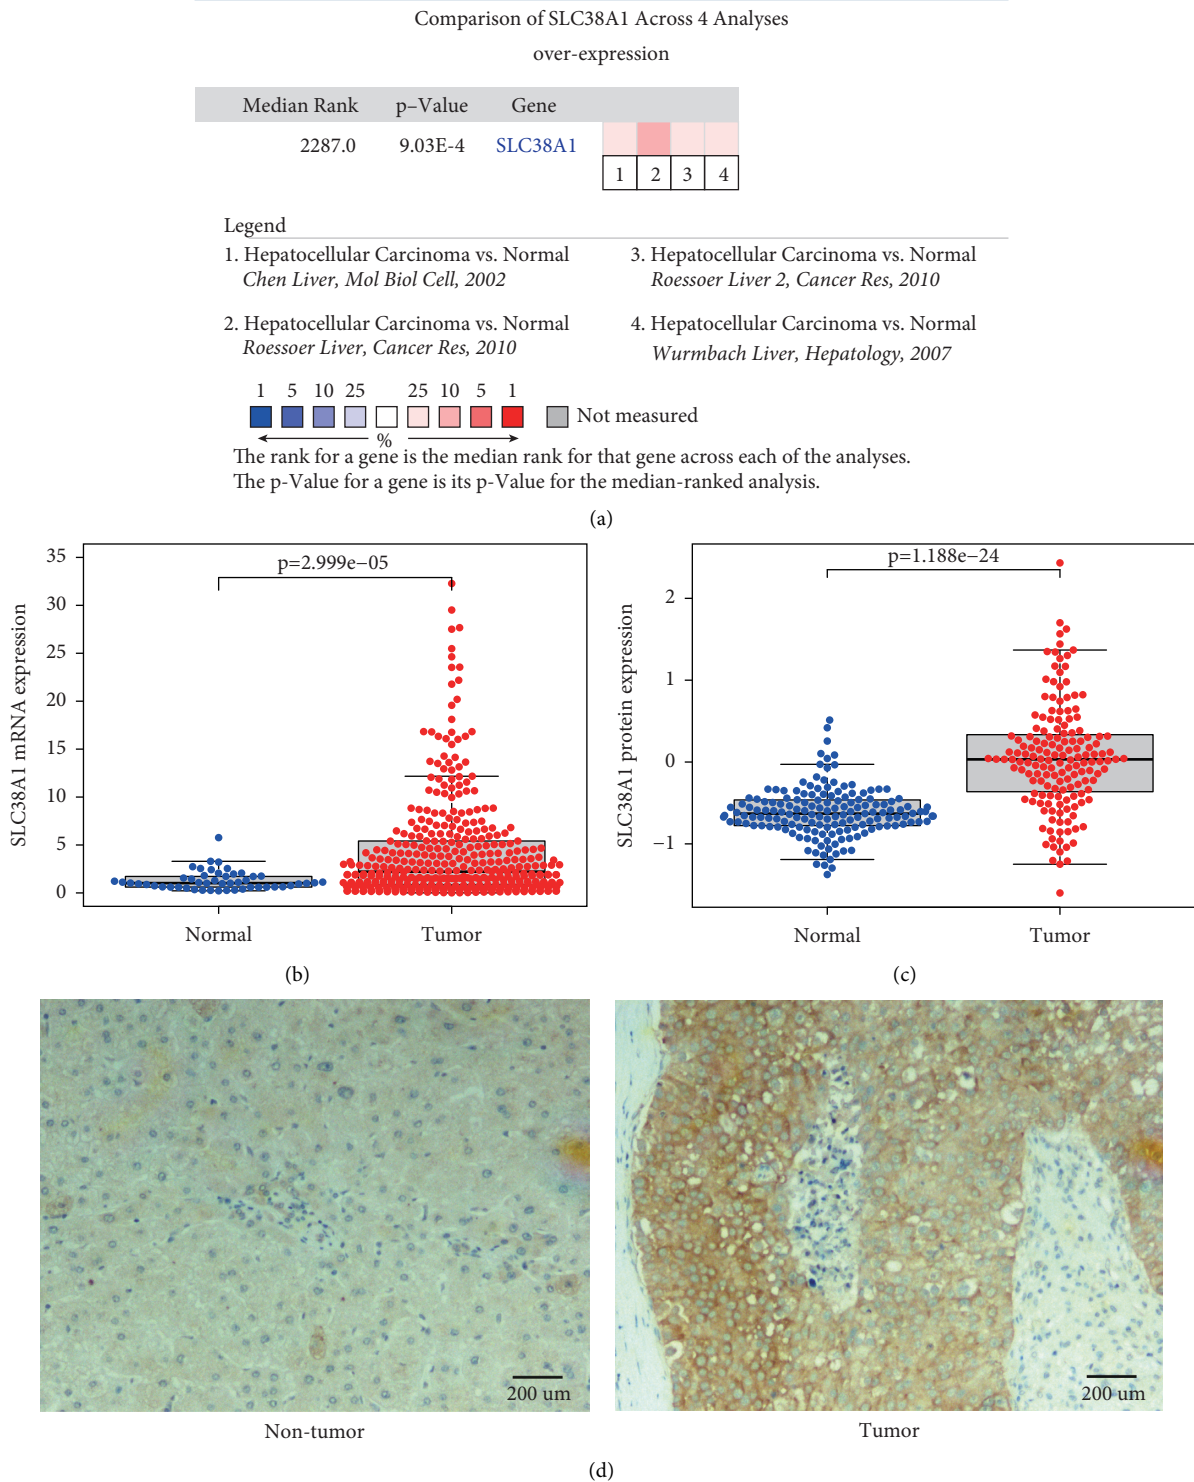 Comparison of SLC38A1 Across 4 Analyses
over-expression
Median Rank p–Value Gene
2287.0 9.03E-4 SLC38A1
1 2 3 4
Legend
1. Hepatocellular Carcinoma vs. Normal
Chen Liver, Mol Biol Cell, 2002
2. Hepatocellular Carcinoma vs. Normal
Roessoer Liver, Cancer Res, 2010
3. Hepatocellular Carcinoma vs. Normal
Roessoer Liver 2, Cancer Res, 2010
4. Hepatocellular Carcinoma vs. Normal
Wurmbach Liver, Hepatology, 2007
1 5 10 25 25 10 5 1
Not measured
%
The rank for a gene is the median rank for that gene across each of the analyses.
The p-Value for a gene is its p-Value for the median-ranked analysis.
(a)
SLC38A1 mRNA expression
35
30
25
20
15
10
5
0
p=2.999e−05
Normal Tumor
(b)
SLC38A1 protein expression
2
1
0
−1
p=1.188e−24
Normal Tumor
(c)
200 um
Non-tumor
200 um
Tumor
(d)